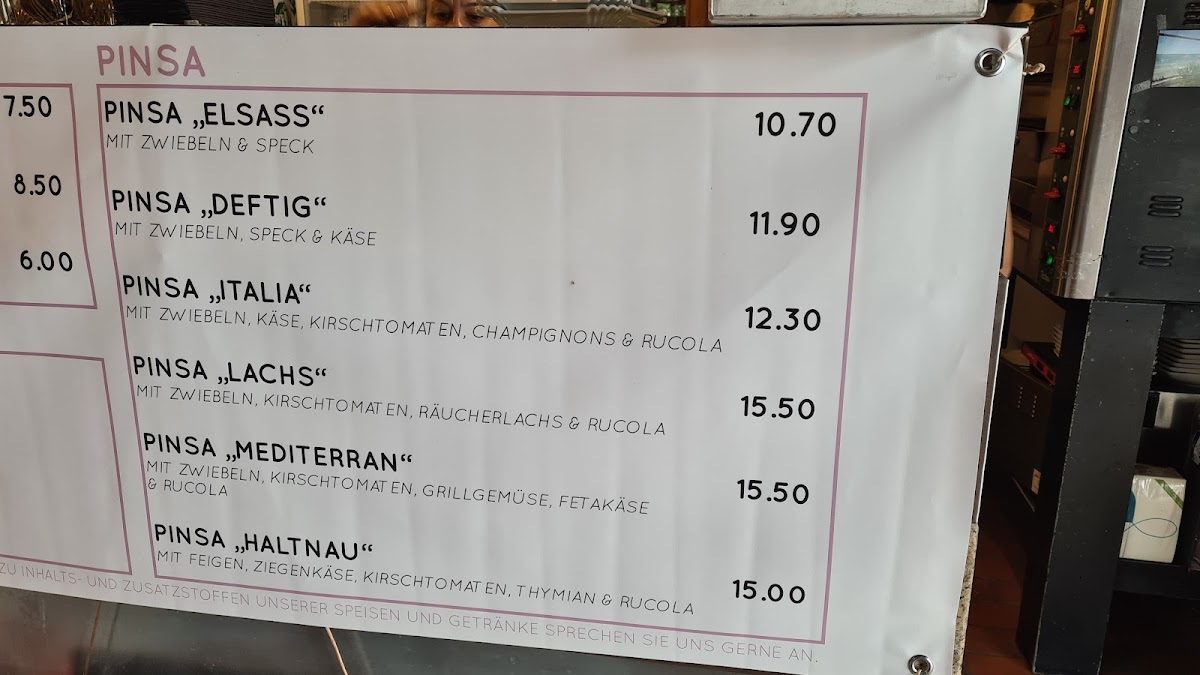 PINSA
7.50
8.50
6.00
PINSA „ELSASS“ 10.70
MIT ZWIEBELN & SPECK
PINSA „DEFTIG“ 11.90
MIT ZWIEBELN, SPECK & KÄSE
PINSA „ITALIA“ 12.30
MIT ZWIEBELN, KÄSE, KIRSCHTOMATEN, CHAMPIGNONS & RUCOLA
PINSA „LACHS“ 15.50
MIT ZWIEBELN, KIRSCHTOMATEN, RÄUCHERLACHS & RUCOLA
PINSA „MEDITERRAN“ 15.50
MIT ZWIEBELN, KIRSCHTOMATEN, GRILLGEMÜSE, FETAKÄSE
& RUCOLA
PINSA „HALTNAU“ 15.00
MIT FEIGEN, ZIEGENKÄSE, KIRSCHTOMATEN, THYMIAN & RUCOLA
ZU INHALTS- UND ZUSATZSTOFFEN UNSERER SPEISEN UND GETRÄNKE SPRECHEN SIE UNS GERNE AN.